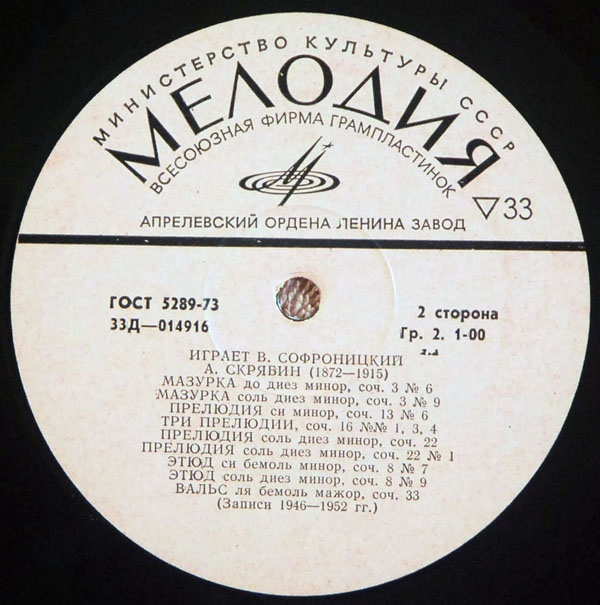 МИНИСТЕРСТВО КУЛЬТУРЫ СССР
МЕЛОДИЯ
ВСЕСОЮЗНАЯ ФИРМА ГРАМПЛАСТИНОК
33
АПРЕЛЕВСКИЙ ОРДЕНА ЛЕНИНА ЗАВОД
ГОСТ 5289-73
33Д—014916
2 сторона
Гр. 2. 1-00
ИГРАЕТ В. СОФРОНИЦКИЙ
А. СКРЯБИН (1872—1915)
МАЗУРКА до диез минор, соч. 3 № 6
МАЗУРКА соль диез минор, соч. 3 № 9
ПРЕЛЮДИЯ си минор, соч. 13 № 6
ТРИ ПРЕЛЮДИИ, соч. 16 №№ 1, 3, 4
ПРЕЛЮДИЯ соль диез минор, соч. 22
ПРЕЛЮДИЯ соль диез минор, соч. 22 № 1
ЭТЮД си бемоль минор, соч. 8 № 7
ЭТЮД соль диез минор, соч. 8 № 9
ВАЛЬС ля бемоль мажор, соч. 33
(Записи 1946—1952 гг.)